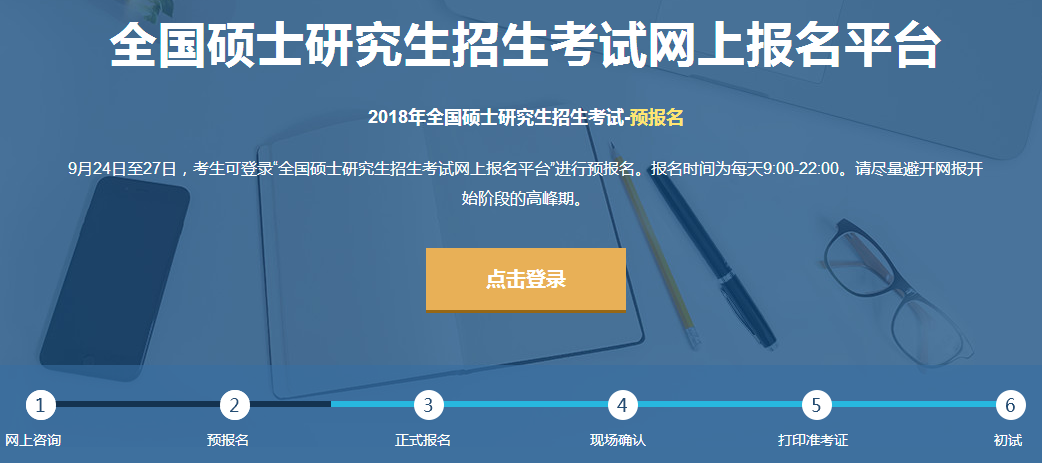 全国硕士研究生招生考试网上报名平台
2018年全国硕士研究生招生考试-预报名
9月24日至27日，考生可登录“全国硕士研究生招生考试网上报名平台”进行预报名。报名时间为每天9:00-22:00。请尽量避开网报开
始阶段的高峰期。
点击登录
1 2 3 4 5 6
网上咨询 预报名 正式报名 现场确认 打印准考证 初试